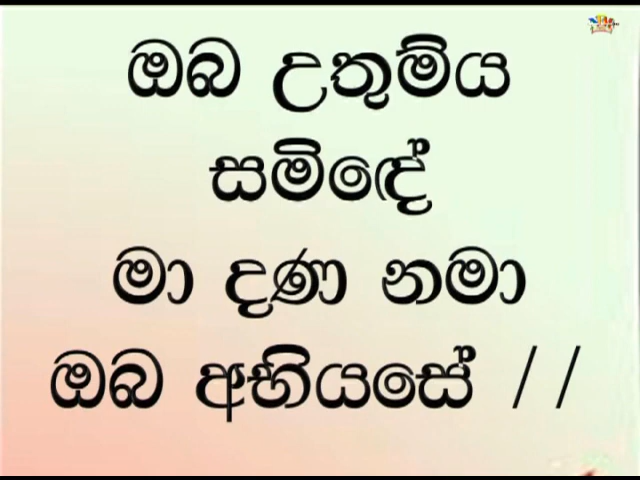 ඔබ උතුම්ය
සමිඳේ
මා දණ නමා
ඔබ අභියසේ //